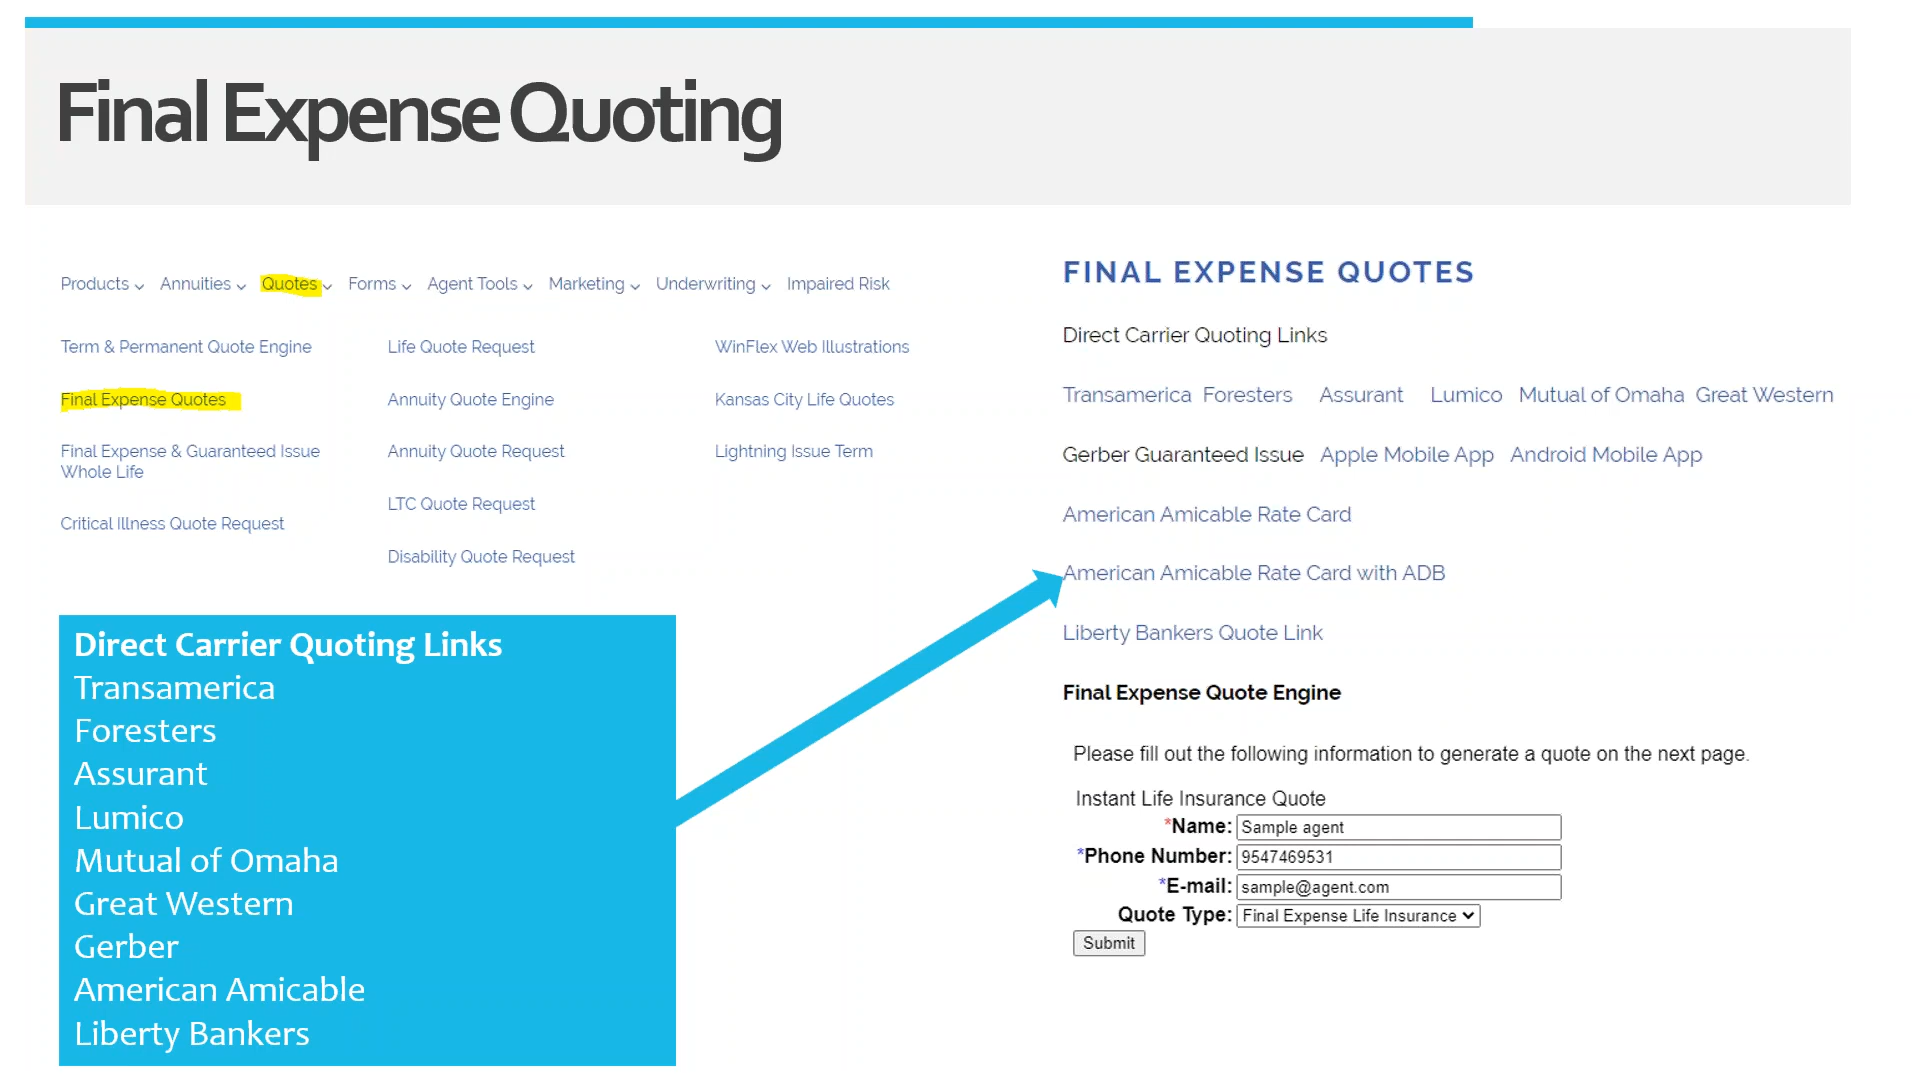 Final Expense Quoting
Products Annuities Quotes Forms Agent Tools Marketing Underwriting Impaired Risk
Term & Permanent Quote Engine
Final Expense Quotes
Final Expense & Guaranteed Issue
Whole Life
Critical Illness Quote Request
Life Quote Request
Annuity Quote Engine
Annuity Quote Request
LTC Quote Request
Disability Quote Request
WinFlex Web Illustrations
Kansas City Life Quotes
Lightning Issue Term
Direct Carrier Quoting Links
Transamerica
Foresters
Assurant
Lumico
Mutual of Omaha
Great Western
Gerber
American Amicable
Liberty Bankers
FINAL EXPENSE QUOTES
Direct Carrier Quoting Links
Transamerica Foresters Assurant Lumico Mutual of Omaha Great Western
Gerber Guaranteed Issue Apple Mobile App Android Mobile App
American Amicable Rate Card
American Amicable Rate Card with ADB
Liberty Bankers Quote Link
Final Expense Quote Engine
Please fill out the following information to generate a quote on the next page.
Instant Life Insurance Quote
*Name: Sample agent
*Phone Number: 9547469531
*E-mail: sample@agent.com
Quote Type: Final Expense Life Insurance
Submit